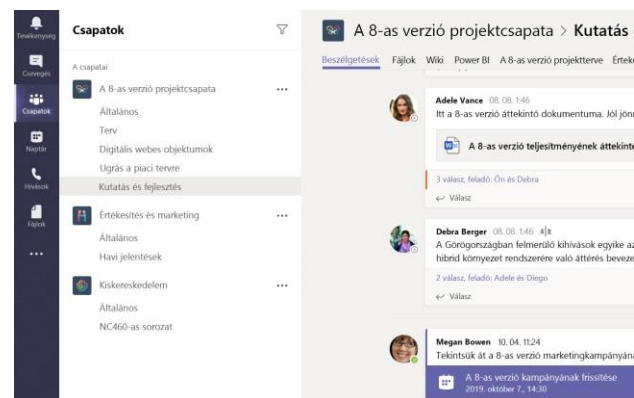 Tevékenység
Csevegés
Csapatok
Naptár
Hívások
Fájlok
Csapatok
A csapatai
A 8-as verzió projektcsapata
Általános
Terv
Digitális webes objektumok
Ugrás a piaci tervre
Kutatás és fejlesztés
Értékesítés és marketing
Általános
Havi jelentések
Kiskereskedelem
Általános
NC460-as sorozat
A 8-as verzió projektcsapata > Kutatás
Beszélgetések Fájlok Wiki Power BI A 8-as verzió projektterve Érték
Adele Vance 08. 08. 1:46
Itt a 8-as verzió áttekintő dokumentuma. Jól jönn
A 8-as verzió teljesítményének áttekinté
3 válasz, feladó: Ön és Debra
Válasz
Debra Berger 08. 08. 1:46
A Görögországban felmerülő kihívások egyike az
hibrid környezet rendszerére való áttérés beveze
2 válasz, feladó: Adele és Diego
Válasz
Megan Bowen 10. 04. 11:24
Tekintsük át a 8-as verzió marketingkampányána
A 8-as verzió kampányának frissítése
2019. október 7., 14:30